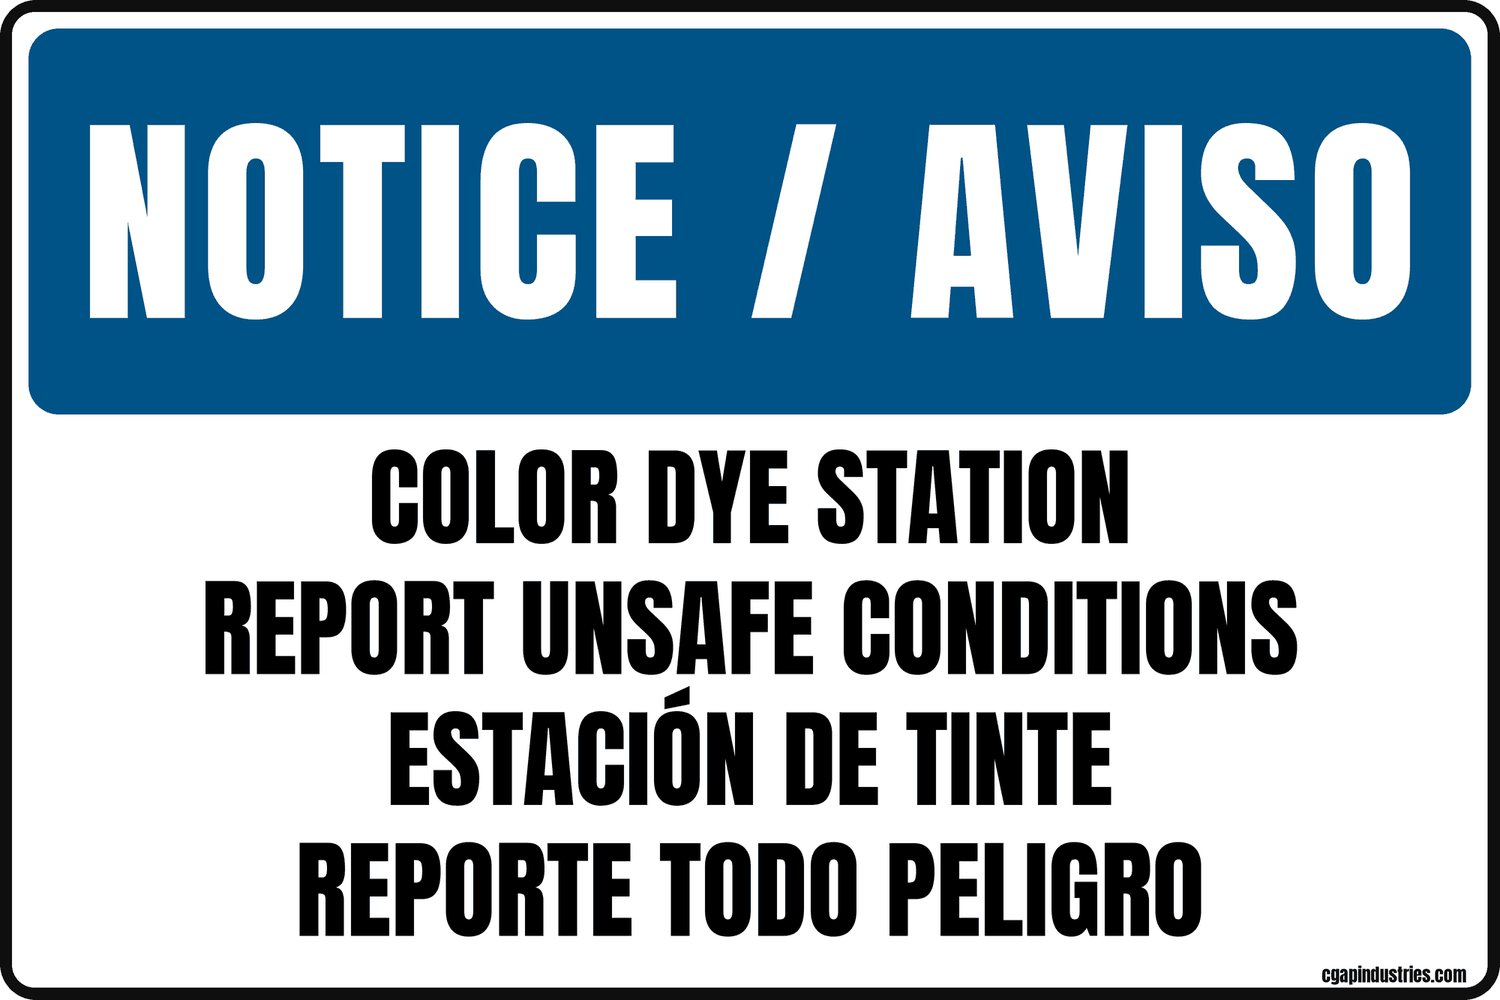 NOTICE / AVISO
COLOR DYE STATION
REPORT UNSAFE CONDITIONS
ESTACIÓN DE TINTE
REPORTE TODO PELIGRO
cgapindustries.com